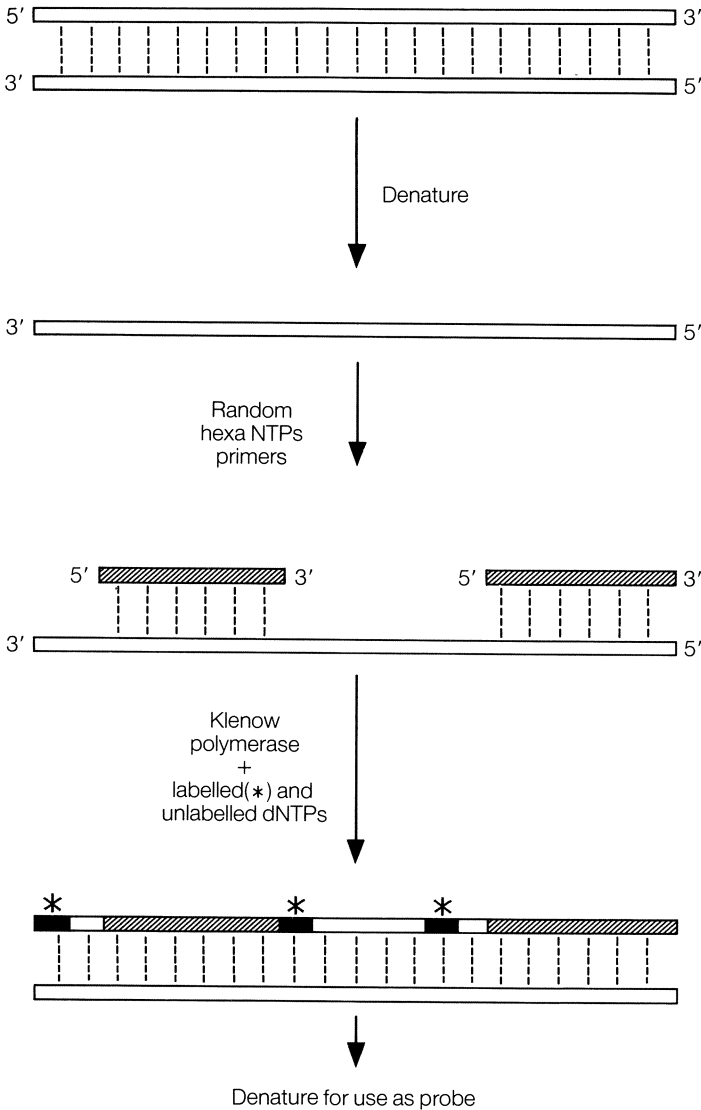 5′ 3′
3′ 5′
Denature
3′ 5′
Random
hexa NTPs
primers
5′ 3′ 5′ 3′
3′ 5′
Klenow
polymerase
+
labelled(*) and
unlabelled dNTPs
* * *
Denature for use as probe